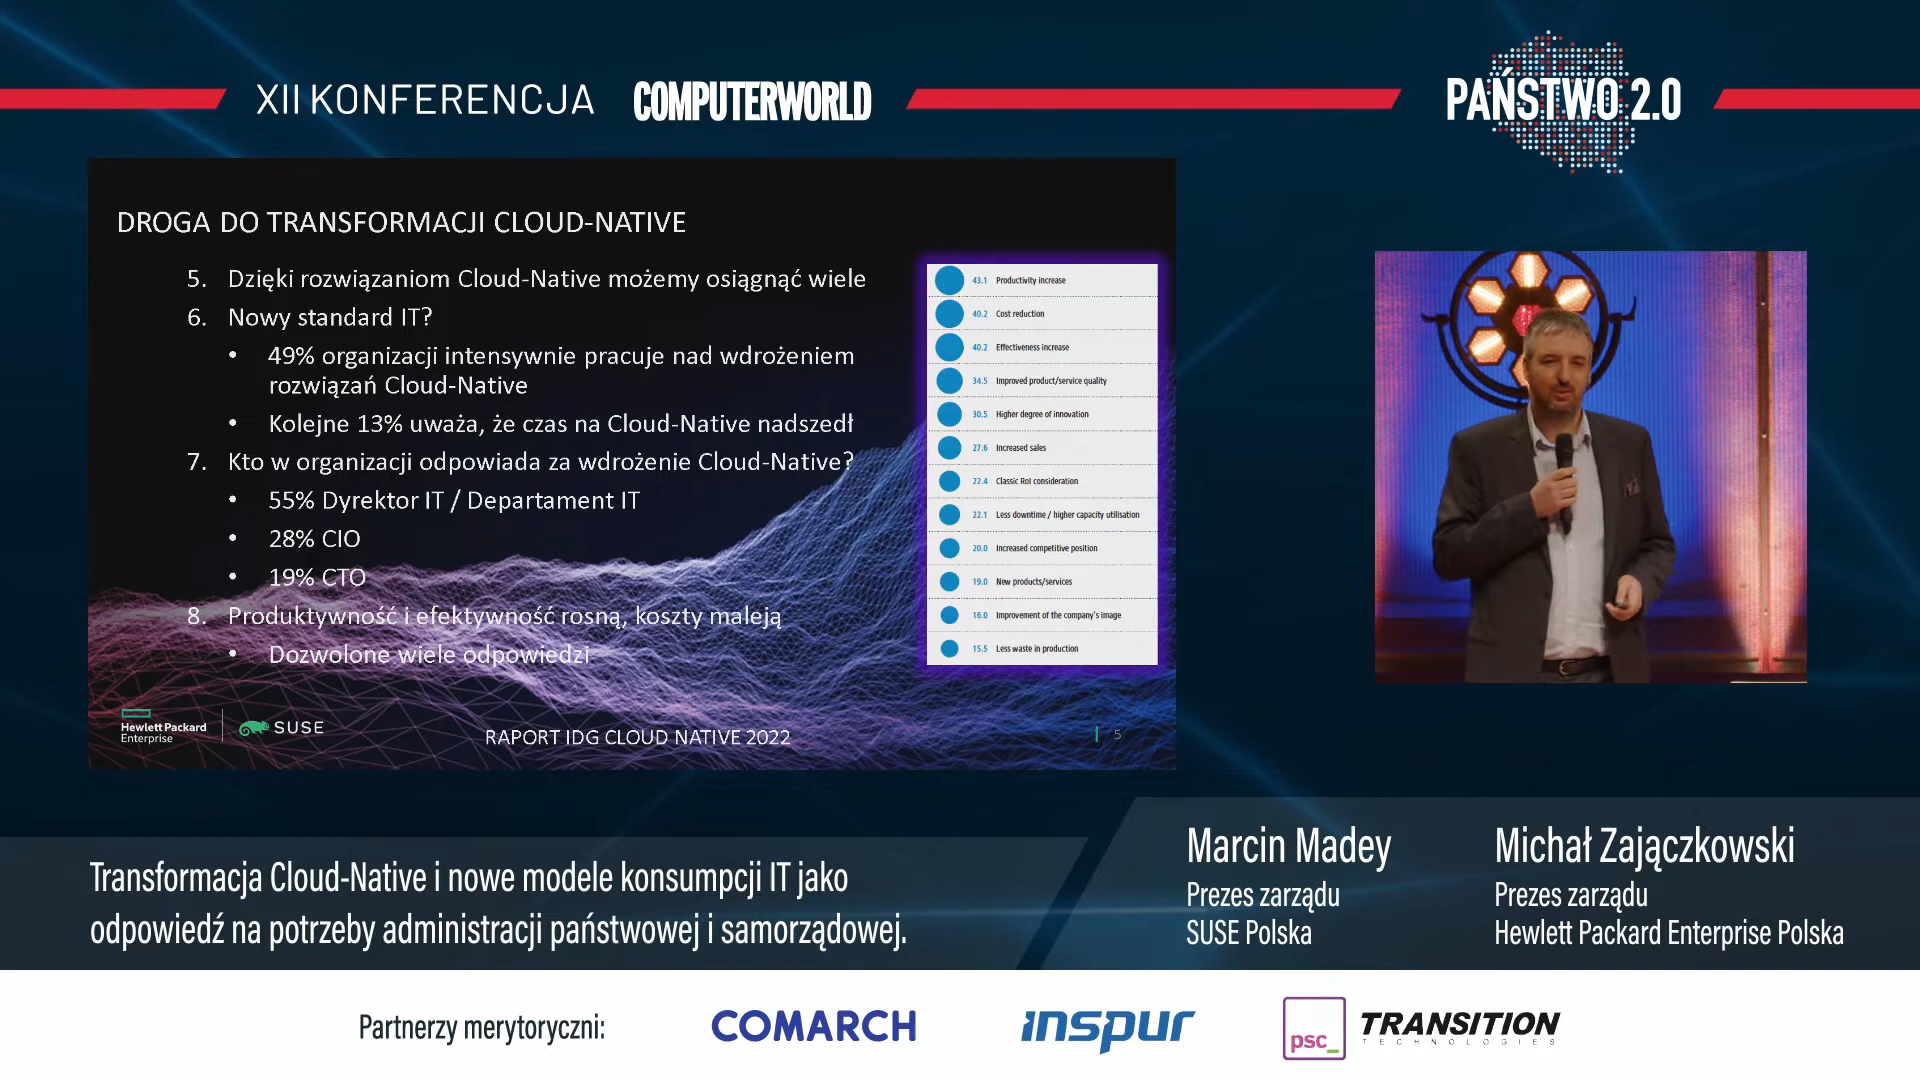 XII KONFERENCJA COMPUTERWORLD
PAŃSTWO 2.0
DROGA DO TRANSFORMACJI CLOUD-NATIVE
5. Dzięki rozwiązaniom Cloud-Native możemy osiągnąć wiele
6. Nowy standard IT?
• 49% organizacji intensywnie pracuje nad wdrożeniem
rozwiązań Cloud-Native
• Kolejne 13% uważa, że czas na Cloud-Native nadszedł
7. Kto w organizacji odpowiada za wdrożenie Cloud-Native?
• 55% Dyrektor IT / Departament IT
• 28% CIO
• 19% CTO
8. Produktywność i efektywność rosną, koszty maleją
• Dozwolone wiele odpowiedzi
43.1 Productivity increase
40.2 Cost reduction
40.2 Effectiveness increase
34.5 Improved product/service quality
30.5 Higher degree of innovation
27.6 Increased sales
22.4 Classic RoI consideration
22.1 Less downtime / higher capacity utilisation
20.0 Increased competitive position
19.0 New products/services
16.0 Improvement of the company's image
15.5 Less waste in production
Hewlett Packard
Enterprise
SUSE
RAPORT IDG CLOUD NATIVE 2022
5
Transformacja Cloud-Native i nowe modele konsumpcji IT jako
odpowiedź na potrzeby administracji państwowej i samorządowej.
Marcin Madey
Prezes zarządu
SUSE Polska
Michał Zajączkowski
Prezes zarządu
Hewlett Packard Enterprise Polska
Partnerzy merytoryczni:
COMARCH
inspur
psc_
TRANSITION
TECHNOLOGIES